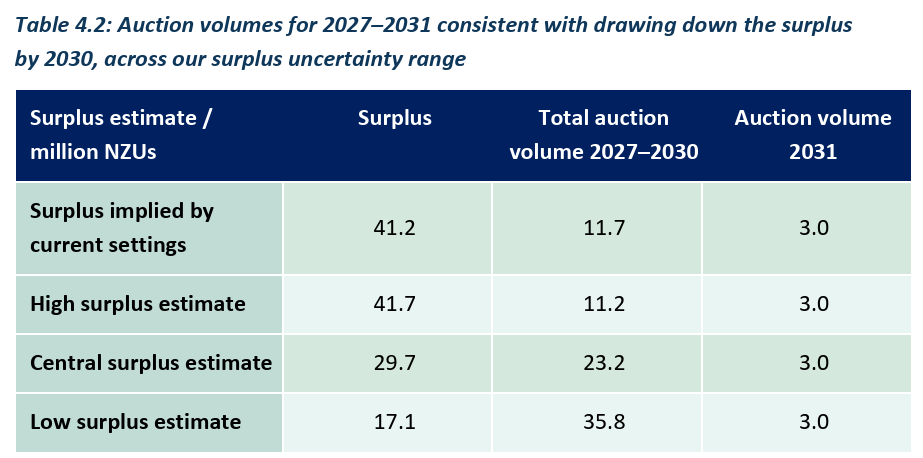 Table 4.2: Auction volumes for 2027–2031 consistent with drawing down the surplus
by 2030, across our surplus uncertainty range
Surplus estimate /
million NZUs
Surplus
Total auction
volume 2027–2030
Auction volume
2031
Surplus implied by
current settings
41.2
11.7
3.0
High surplus estimate
41.7
11.2
3.0
Central surplus estimate
29.7
23.2
3.0
Low surplus estimate
17.1
35.8
3.0